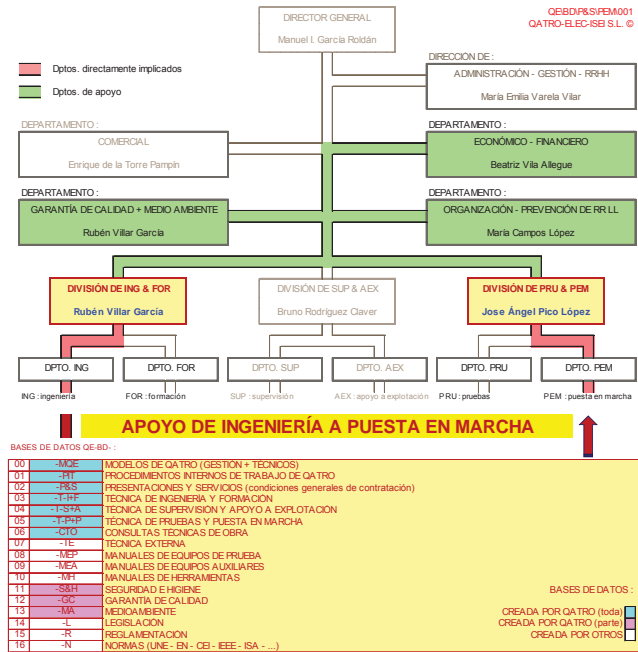 DIRECTOR GENERAL
Manuel I. García Roldán
QE\BD\P&S\PEM\001
QATRO-ELEC-ISEI S.L. ©
Dptos. directamente implicados
Dptos. de apoyo
DIRECCIÓN DE :
ADMINISTRACIÓN - GESTIÓN - RRHH
María Emilia Varela Vilar
DEPARTAMENTO :
COMERCIAL
Enrique de la Torre Pampín
DEPARTAMENTO :
ECONÓMICO - FINANCIERO
Beatriz Vila Allegue
DEPARTAMENTO :
GARANTÍA DE CALIDAD + MEDIO AMBIENTE
Rubén Villar García
DEPARTAMENTO :
ORGANIZACIÓN - PREVENCIÓN DE RR LL
María Campos López
DIVISIÓN DE ING & FOR
Rubén Villar García
DIVISIÓN DE SUP & AEX
Bruno Rodríguez Claver
DIVISIÓN DE PRU & PEM
Jose Ángel Pico López
DPTO. ING
DPTO. FOR
DPTO. SUP
DPTO. AEX
DPTO. PRU
DPTO. PEM
ING : ingeniería
FOR : formación
SUP : supervisión
AEX : apoyo a explotación
PRU : pruebas
PEM : puesta en marcha
APOYO DE INGENIERÍA A PUESTA EN MARCHA
BASES DE DATOS QE-BD- :
00 -MQE MODELOS DE QATRO (GESTIÓN + TÉCNICOS)
01 -PIT PROCEDIMIENTOS INTERNOS DE TRABAJO DE QATRO
02 -P&S PRESENTACIONES Y SERVICIOS (condiciones generales de contratación)
03 -T-I+F TÉCNICA DE INGENIERÍA Y FORMACIÓN
04 -T-S+A TÉCNICA DE SUPERVISIÓN Y APOYO A EXPLOTACIÓN
05 -T-P+P TÉCNICA DE PRUEBAS Y PUESTA EN MARCHA
06 -CTO CONSULTAS TÉCNICAS DE OBRA
07 -TE TÉCNICA EXTERNA
08 -MEP MANUALES DE EQUIPOS DE PRUEBA
09 -MEA MANUALES DE EQUIPOS AUXILIARES
10 -MH MANUALES DE HERRAMIENTAS
11 -S&H SEGURIDAD E HIGIENE
12 -GC GARANTÍA DE CALIDAD
13 -MA MEDIOAMBIENTE
14 -L LEGISLACIÓN
15 -R REGLAMENTACIÓN
16 -N NORMAS (UNE - EN - CEI - IEEE - ISA - ...)
BASES DE DATOS :
CREADA POR QATRO (toda)
CREADA POR QATRO (parte)
CREADA POR OTROS